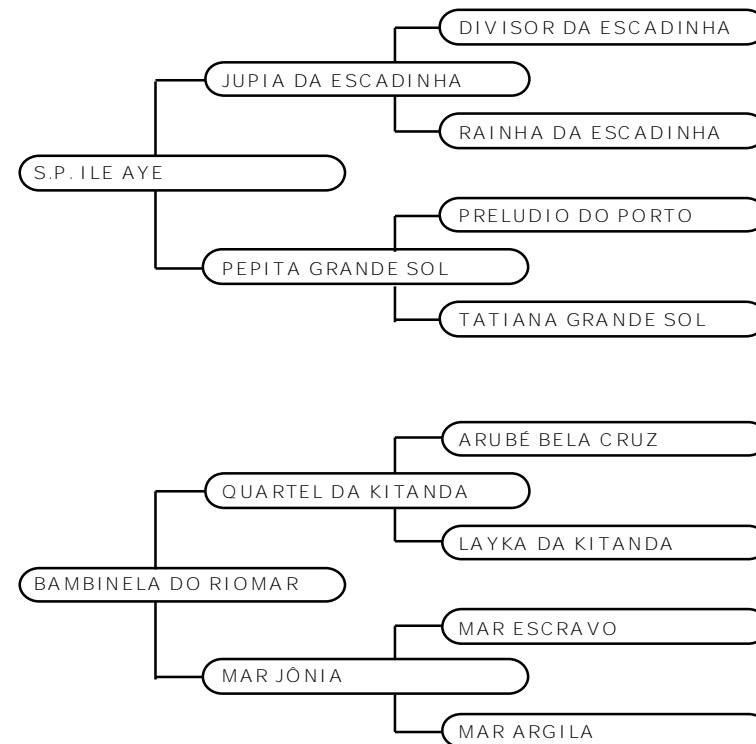 DIVISOR DA ESCADINHA
JUPIA DA ESCADINHA
RAINHA DA ESCADINHA
S.P. ILE AYE
PRELUDIO DO PORTO
PEPITA GRANDE SOL
TATIANA GRANDE SOL
ARUBÉ BELA CRUZ
QUARTEL DA KITANDA
LAYKA DA KITANDA
BAMBINELA DO RIOMAR
MAR ESCRAVO
MAR JÔNIA
MAR ARGILA